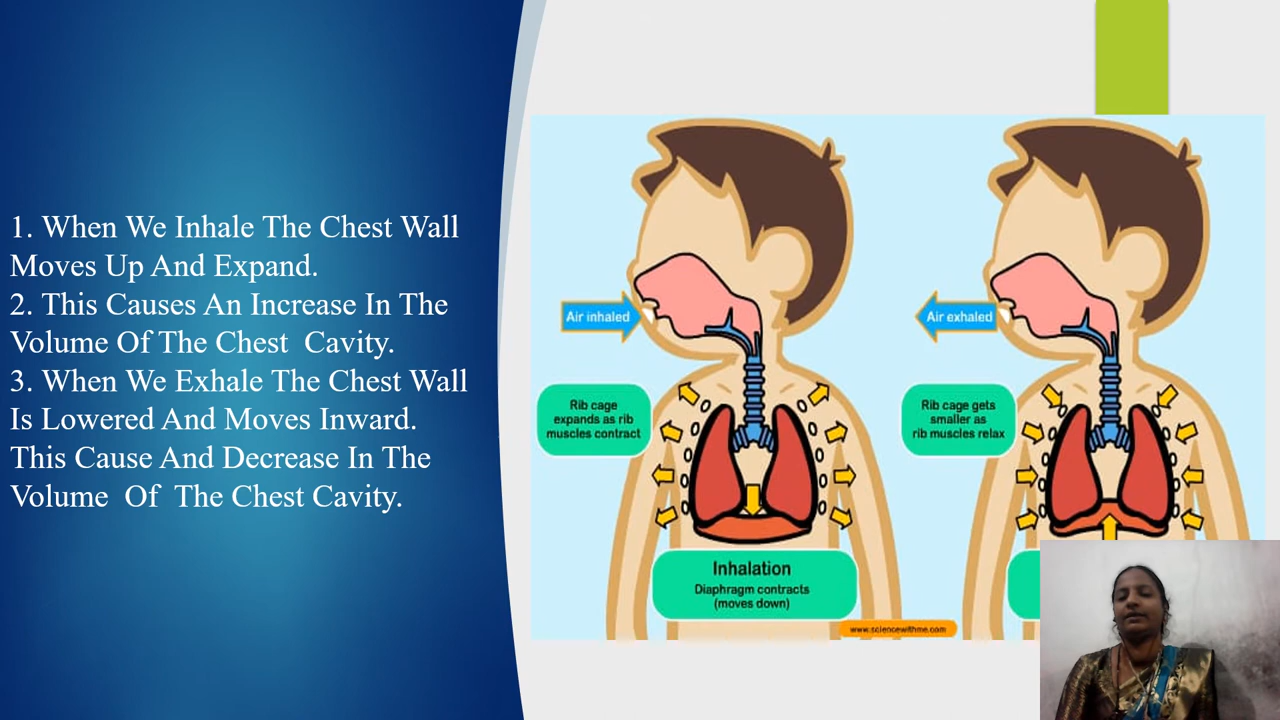 1. When We Inhale The Chest Wall
Moves Up And Expand.
2. This Causes An Increase In The
Volume Of The Chest  Cavity.
3. When We Exhale The Chest Wall
Is Lowered And Moves Inward.
This Cause And Decrease In The
Volume  Of  The Chest Cavity.
Air inhaled
Rib cage
expands as rib
muscles contract
Inhalation
Diaphragm contracts
(moves down)
Air exhaled
Rib cage gets
smaller as
rib muscles relax
www.sciencewithme.com